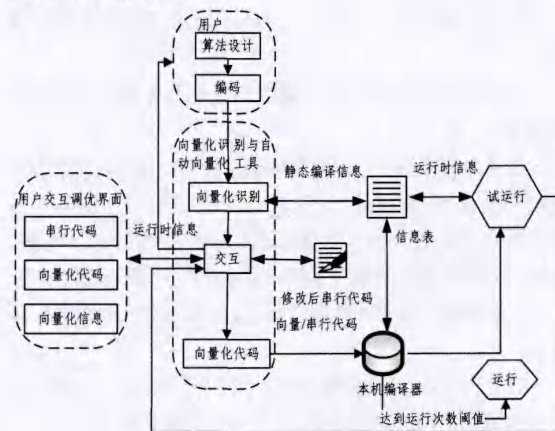 用户
算法设计
编码
向量化识别与自
动向量化工具
向量化识别
静态编译信息
运行时信息
试运行
信息表
用户交互调优界面
串行代码
向量化代码
向量化信息
运行时信息
交互
修改后串行代码
向量/串行代码
向量化代码
本机编译器
运行
达到运行次数阈值